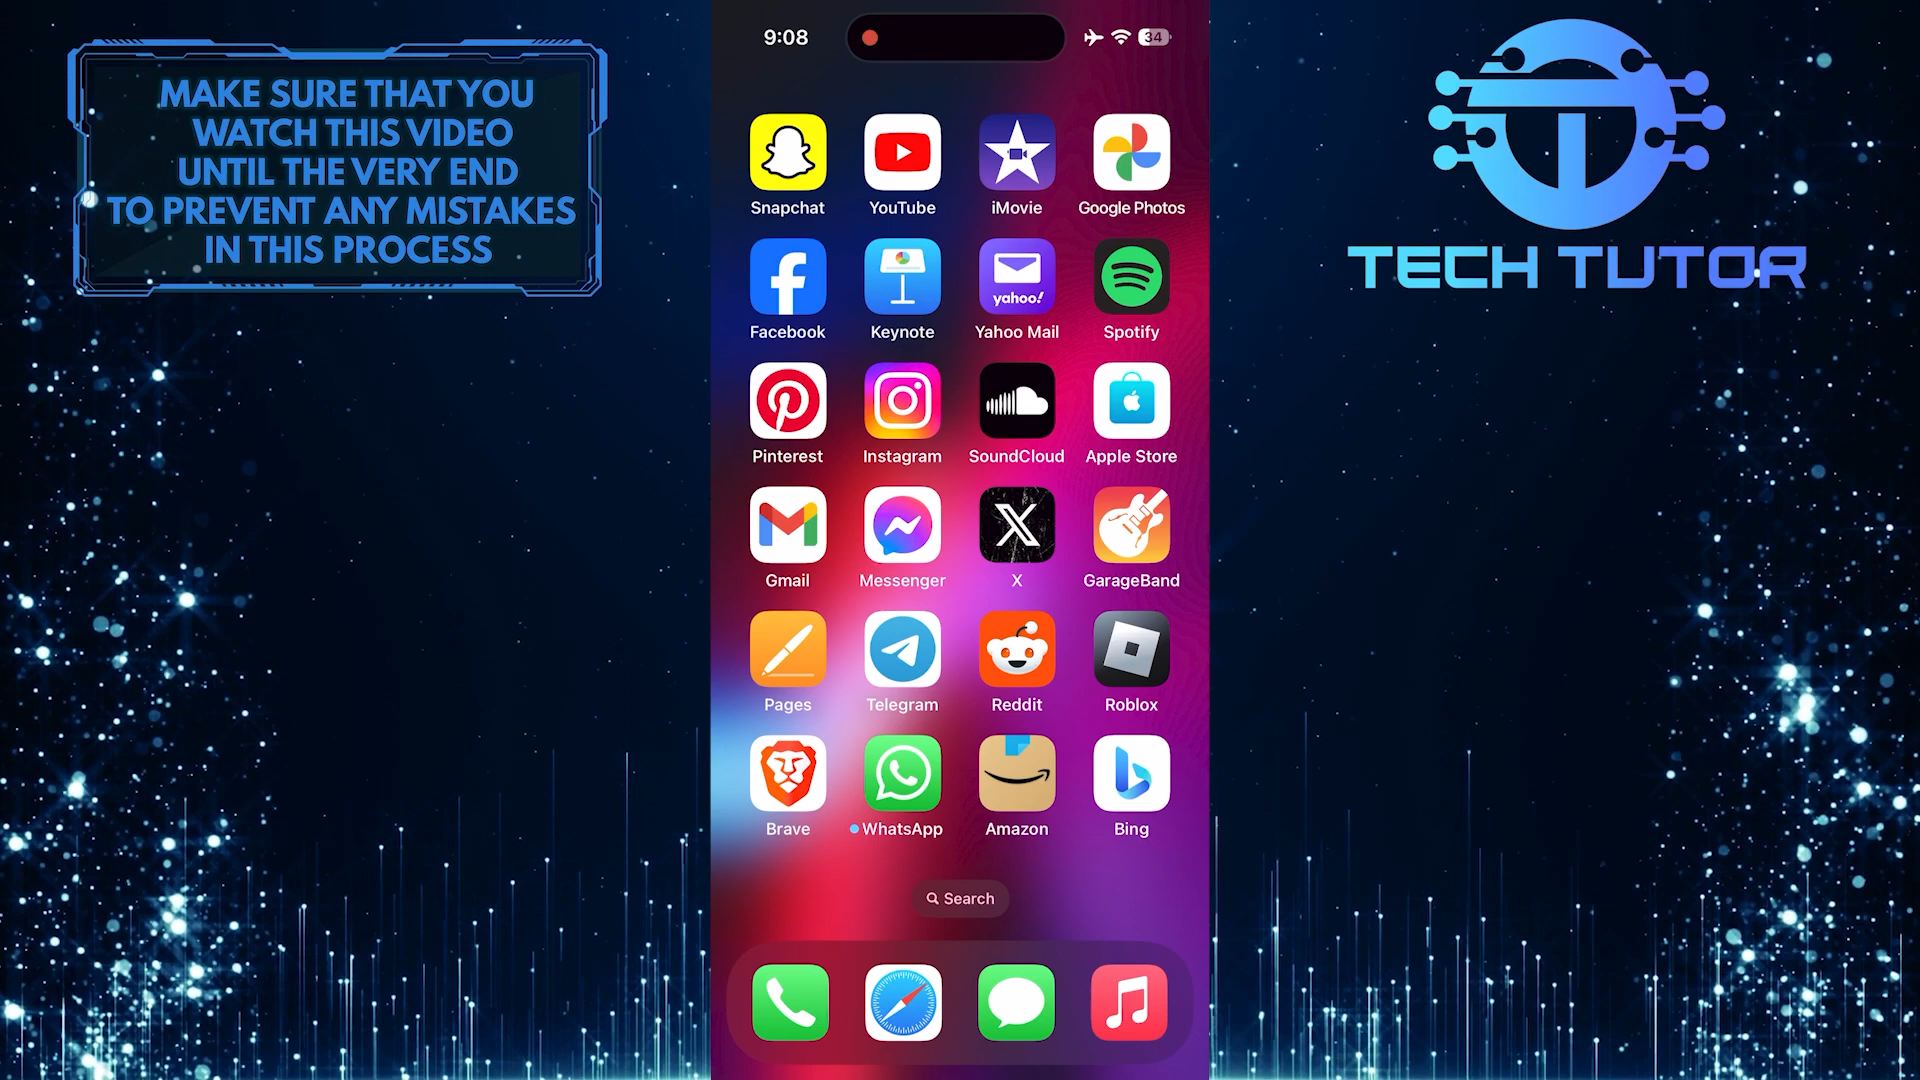 MAKE SURE THAT YOU
WATCH THIS VIDEO
UNTIL THE VERY END
TO PREVENT ANY MISTAKES
IN THIS PROCESS
9:08
34
TECH TUTOR
Snapchat YouTube iMovie Google Photos
yahoo!
Facebook Keynote Yahoo Mail Spotify
Pinterest Instagram SoundCloud Apple Store
Gmail Messenger X GarageBand
Pages Telegram Reddit Roblox
Brave WhatsApp Amazon Bing
Search